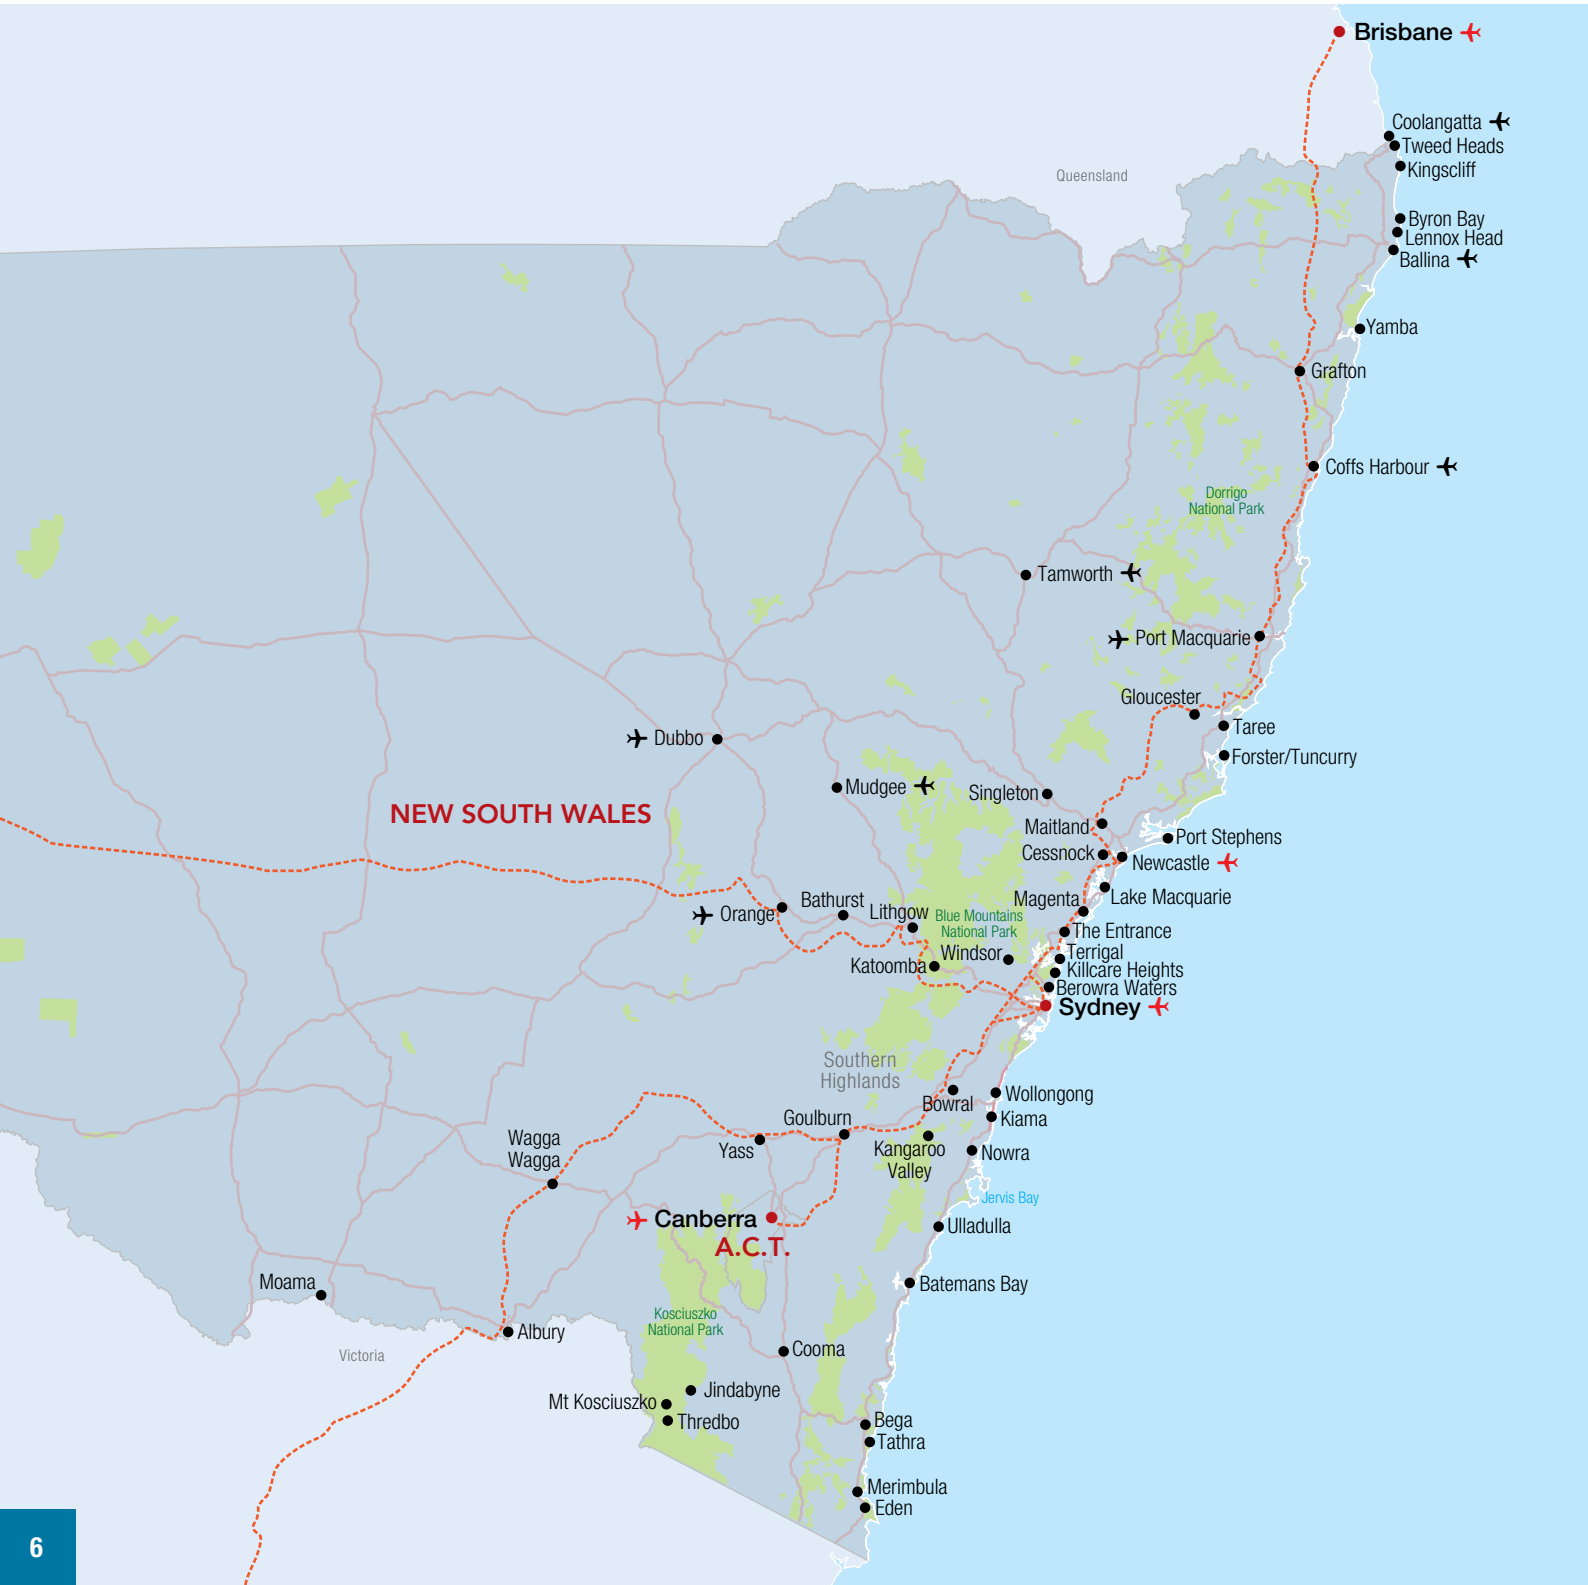 Brisbane
Coolangatta
Tweed Heads
Queensland
Kingscliff
Byron Bay
Lennox Head
Ballina
Yamba
Grafton
Coffs Harbour
Dorrigo
National Park
Tamworth
Port Macquarie
Gloucester
Taree
Dubbo
Forster/Tuncurry
Mudgee
Singleton
NEW SOUTH WALES
Maitland
Port Stephens
Cessnock
Newcastle
Magenta
Lake Macquarie
Bathurst
Orange
Lithgow
Blue Mountains
National Park
The Entrance
Windsor
Terrigal
Katoomba
Killcare Heights
Berowra Waters
Sydney
Southern
Highlands
Wollongong
Bowral
Goulburn
Kiama
Wagga
Wagga
Yass
Kangaroo
Valley
Nowra
Jervis Bay
Canberra
Ulladulla
A.C.T.
Moama
Batemans Bay
Kosciuszko
National Park
Albury
Victoria
Cooma
Jindabyne
Mt Kosciuszko
Thredbo
Bega
Tathra
Merimbula
Eden
6